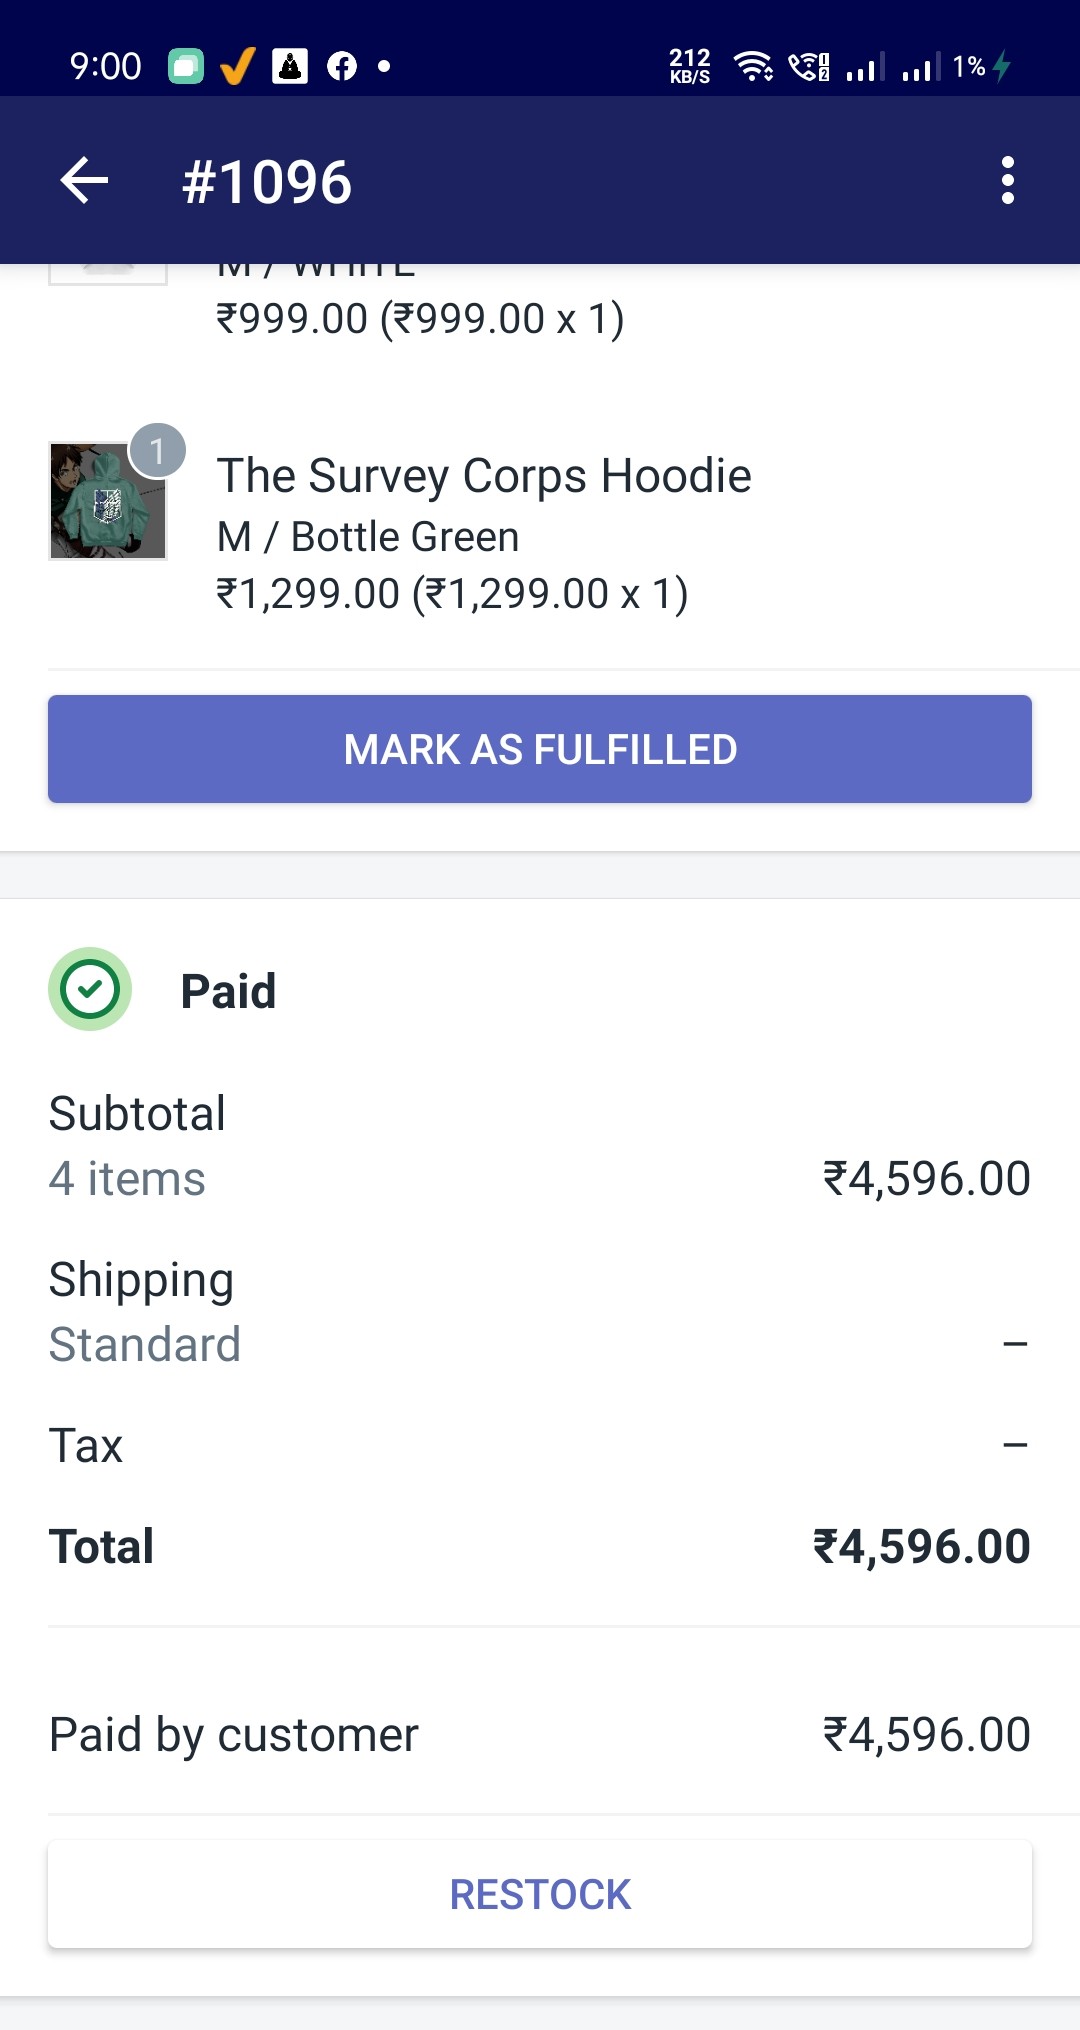 9:00
212
KB/S
1%
#1096
M / WHITE
₹999.00 (₹999.00 x 1)
1
The Survey Corps Hoodie
M / Bottle Green
₹1,299.00 (₹1,299.00 x 1)
MARK AS FULFILLED
Paid
Subtotal
4 items ₹4,596.00
Shipping
Standard –
Tax –
Total ₹4,596.00
Paid by customer ₹4,596.00
RESTOCK